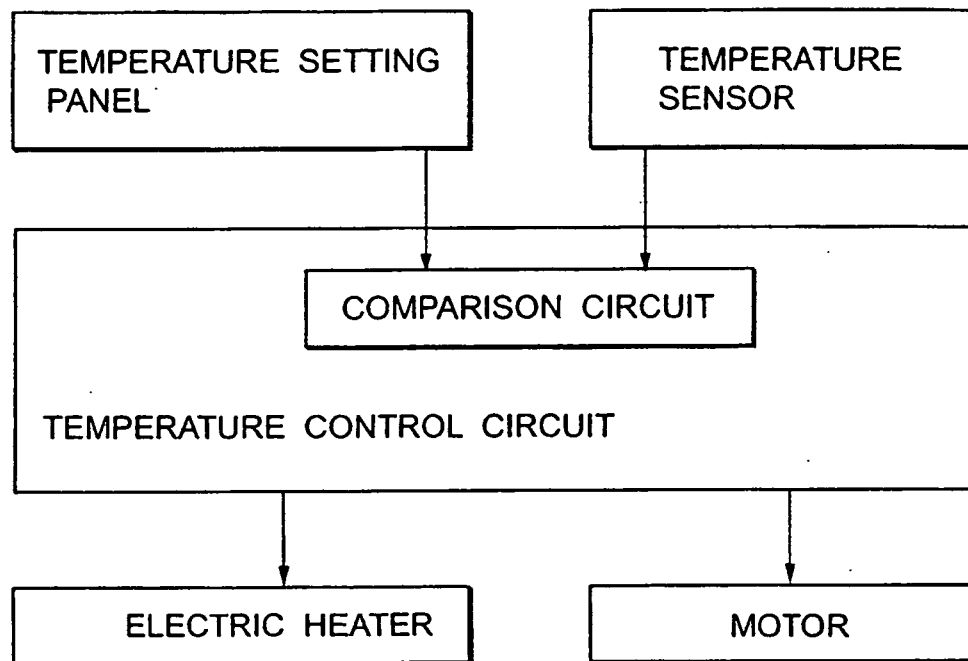 TEMPERATURE SETTING
PANEL
TEMPERATURE
SENSOR
COMPARISON CIRCUIT
TEMPERATURE CONTROL CIRCUIT
ELECTRIC HEATER
MOTOR